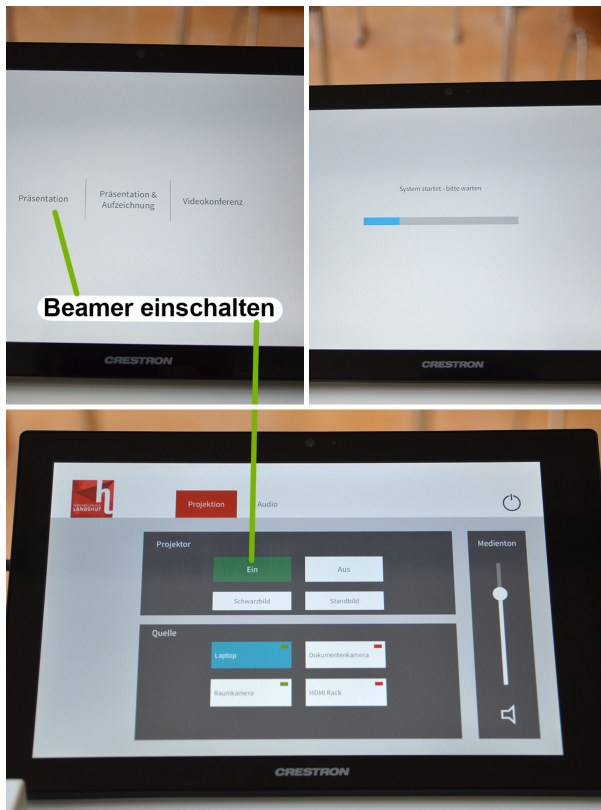 Präsentation
Präsentation &
Aufzeichnung
Videokonferenz
Beamer einschalten
CRESTRON
System startet - bitte warten
CRESTRON
h
HOCHSCHULE
LANDSHUT
Projektion
Audio
Projektor
Ein
Aus
Schwarzbild
Standbild
Medienton
Quelle
Laptop
Dokumentenkamera
Raumkamera
HDMI Rack
CRESTRON